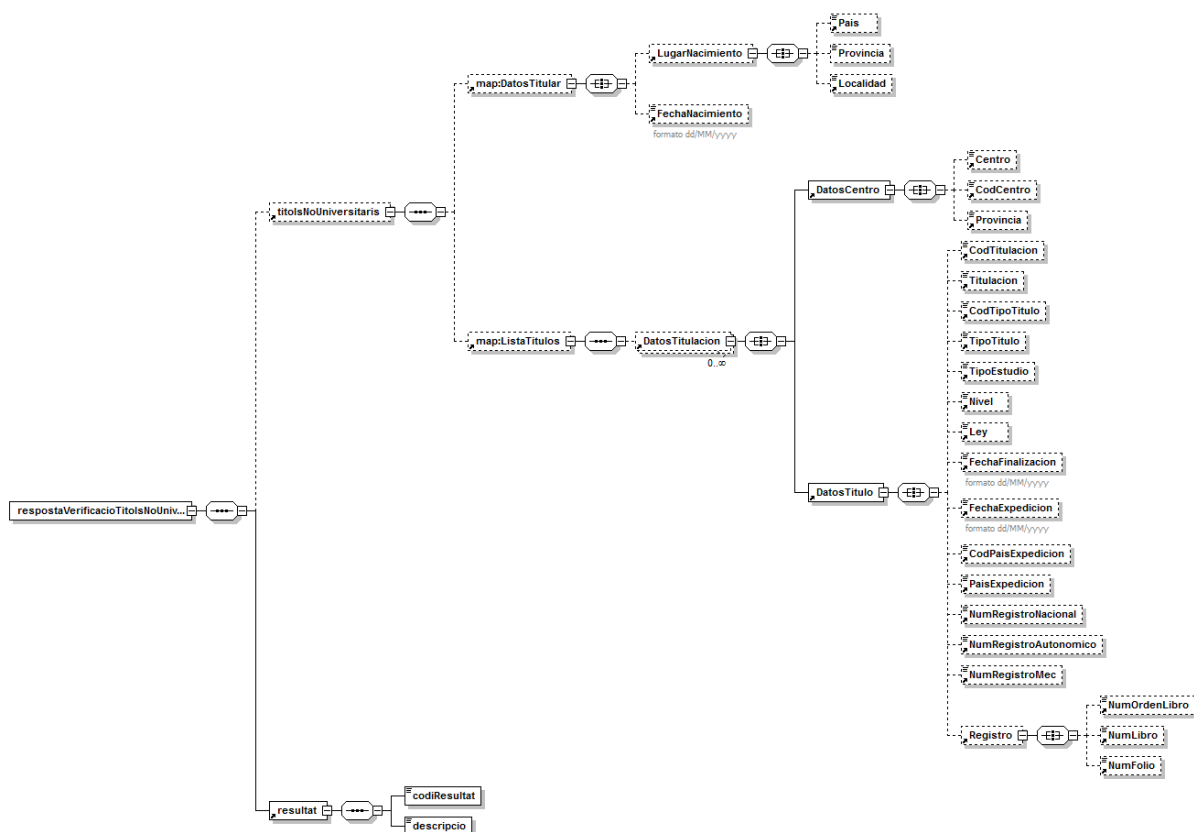 Pais
LugarNacimiento
Provincia
map:DatosTitular
Localidad
FechaNacimiento
formato dd/MM/yyyy
Centro
DatosCentro
CodCentro
titolsNoUniversitaris
Provincia
CodTitulacion
Titulacion
CodTipoTitulo
map:ListaTitulos
DatosTitulacion
0..∞
TipoTitulo
TipoEstudio
Nivel
Ley
FechaFinalizacion
formato dd/MM/yyyy
DatosTitulo
FechaExpedicion
formato dd/MM/yyyy
respostaVerificacioTitolsNoUniv...
CodPaisExpedicion
PaisExpedicion
NumRegistroNacional
NumRegistroAutonomico
NumRegistroMec
NumOrdenLibro
Registro
NumLibro
NumFolio
codiResultat
resultat
descripcio